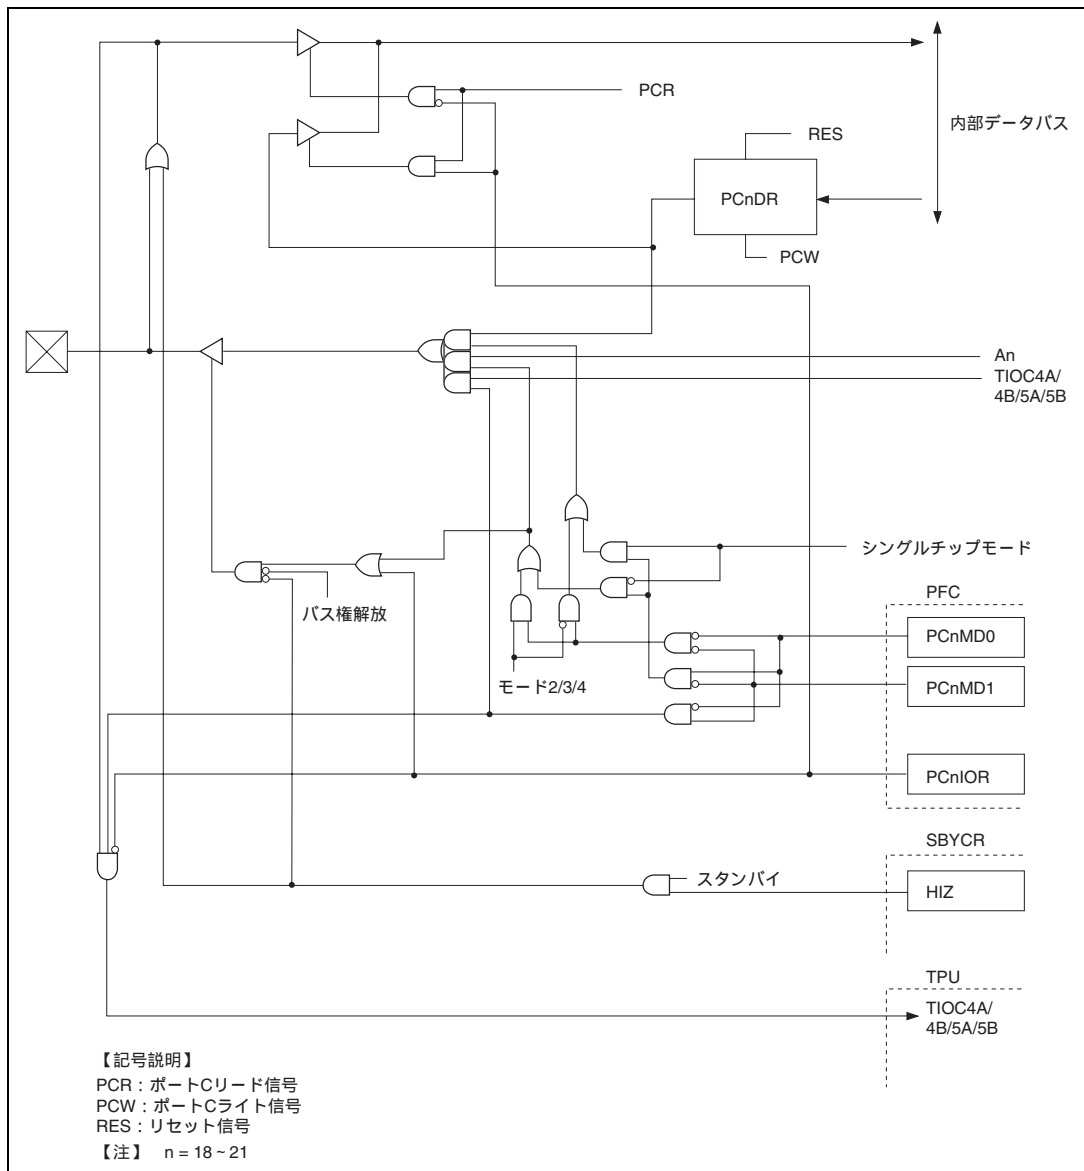 PCR
内部データバス
RES
PCnDR
PCW
An
TIOC4A/
4B/5A/5B
シングルチップモード
バス権解放
PFC
PCnMD0
モード2/3/4
PCnMD1
PCnIOR
SBYCR
スタンバイ
HIZ
TPU
TIOC4A/
4B/5A/5B
【記号説明】
PCR：ポートCリード信号
PCW：ポートCライト信号
RES：リセット信号
【注】 n = 18～21